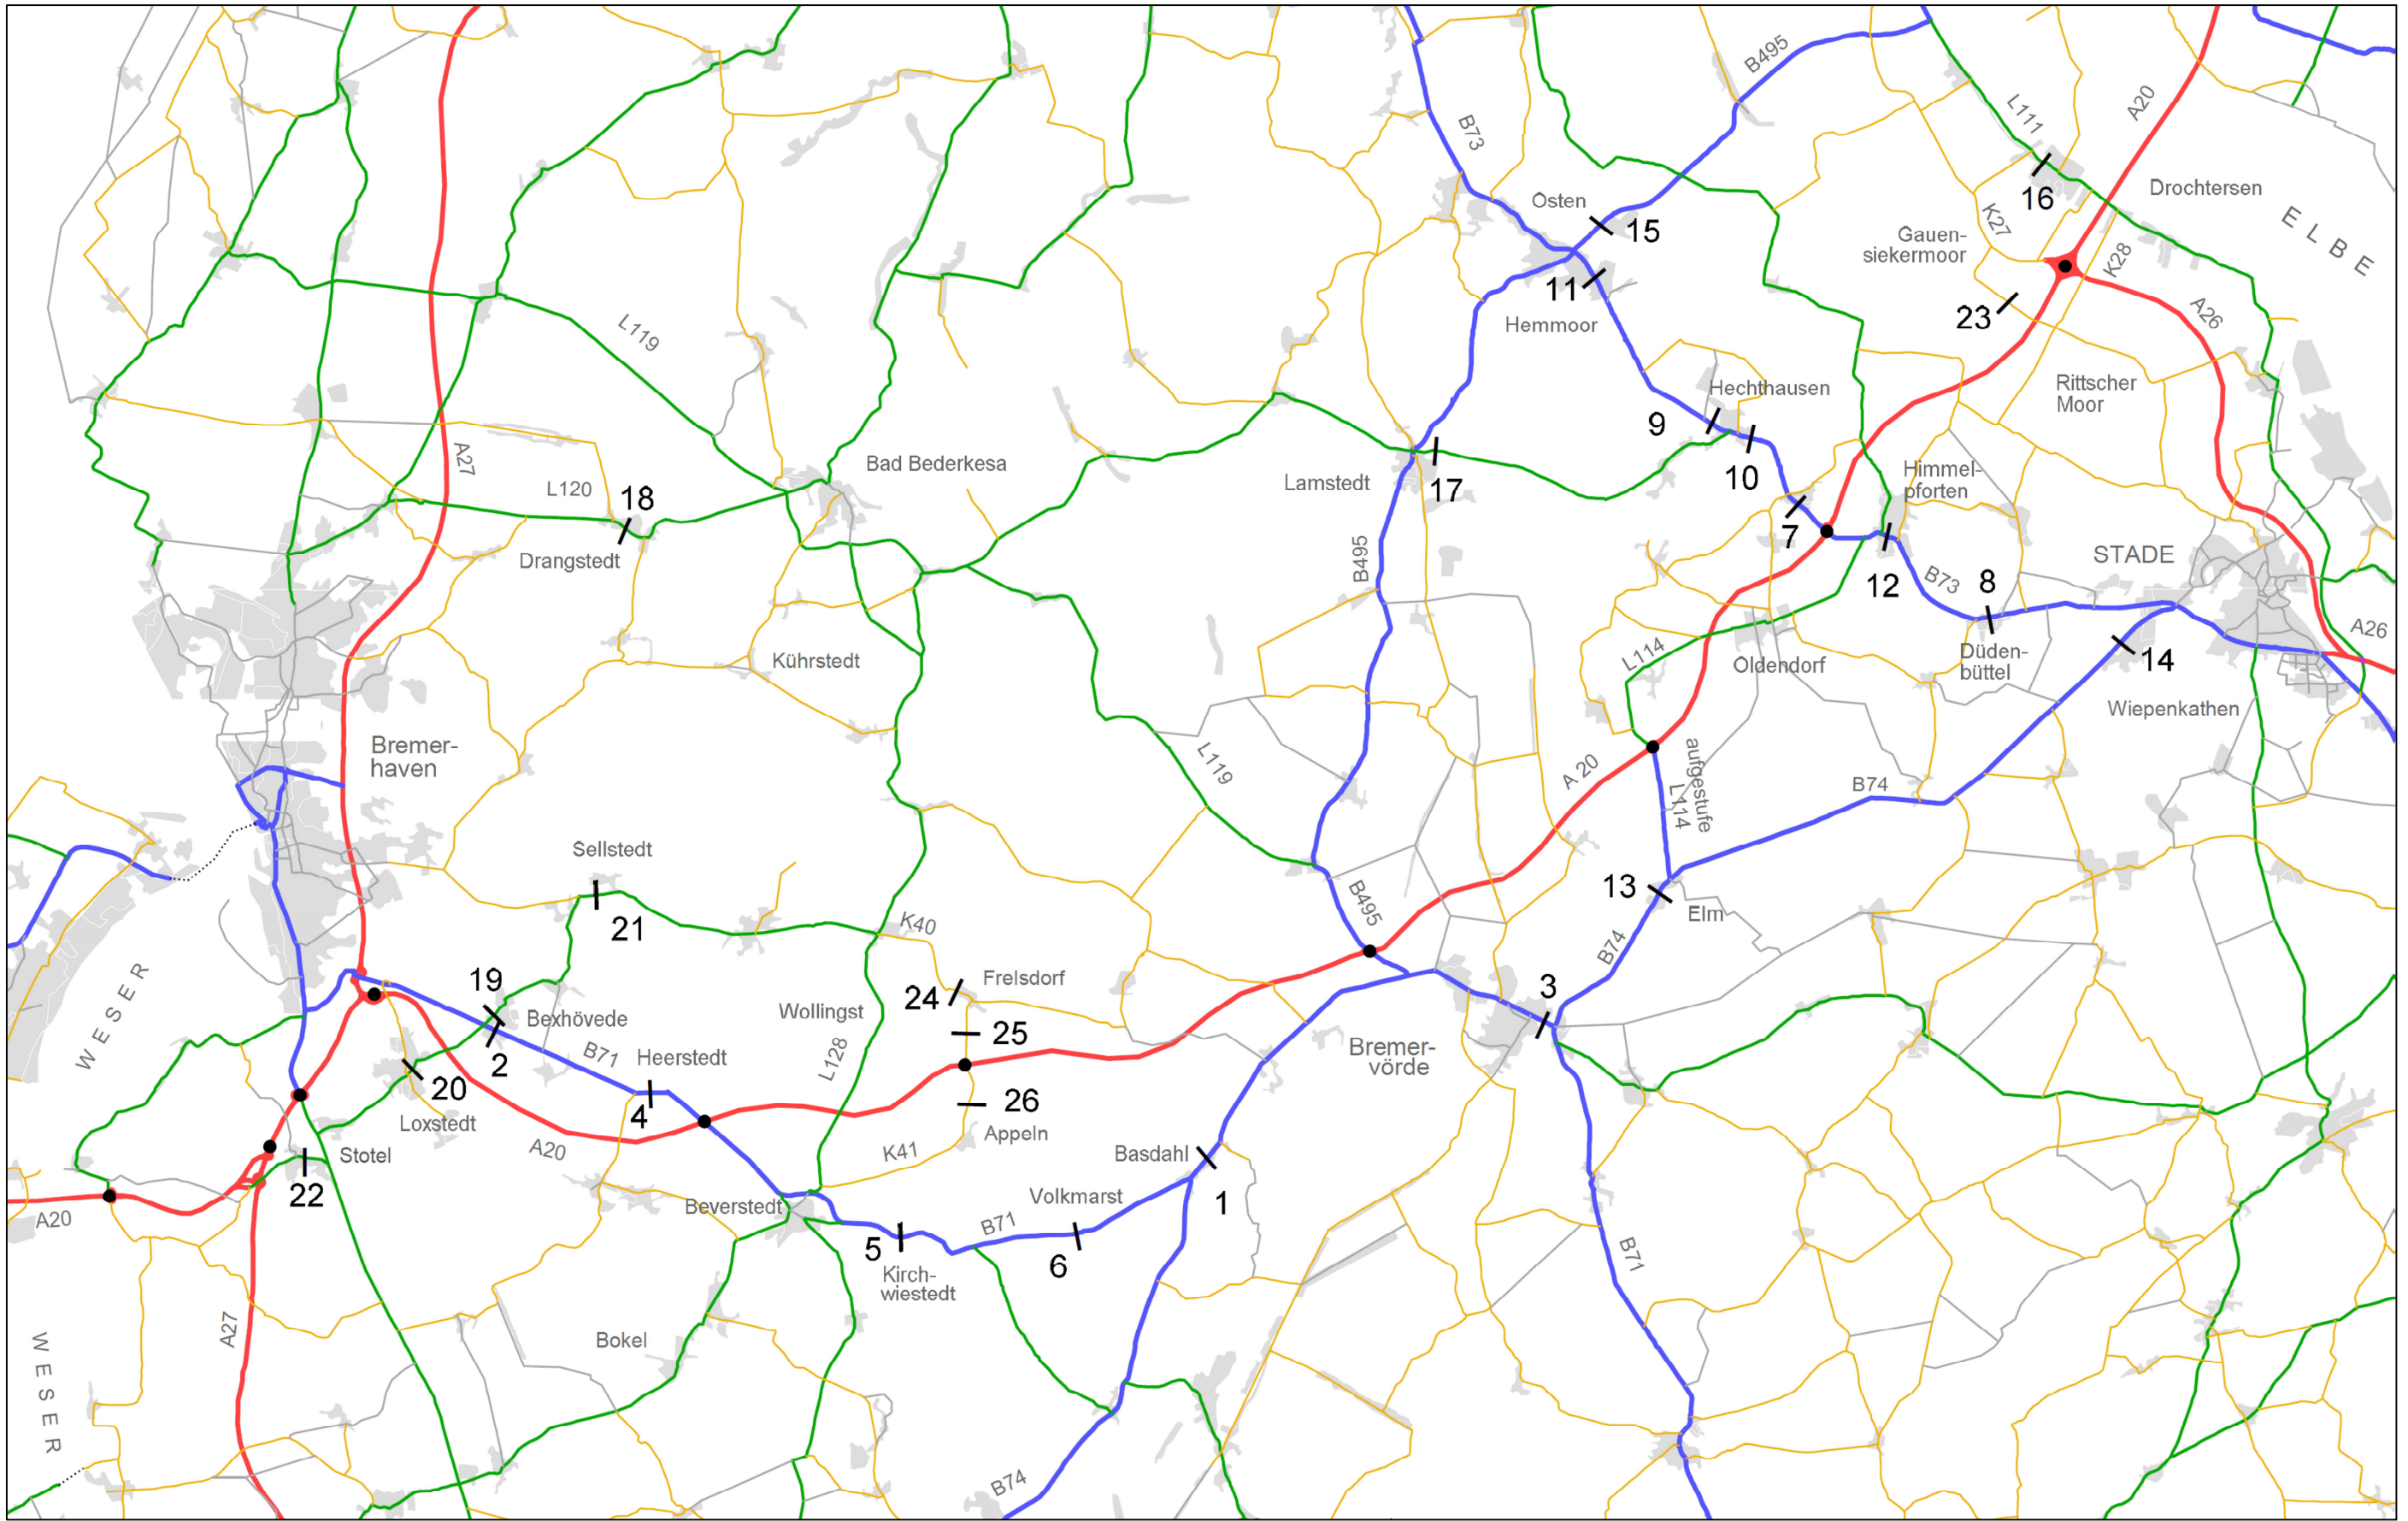 B495
A20
L111
B73
16
Drochtersen
Osten
15
K27
ELBE
Gauen-
siekermoor
K28
11
23
A26
Hemmoor
L119
Rittscher
Moor
Hechthausen
9
A27
Bad Bederkesa
10
Himmel-
pforten
L120
18
Lamstedt
17
7
Drangstedt
B495
STADE
12
B73
8
A26
Kührstedt
L114
Oldendorf
Düden-
büttel
14
Wiepenkathen
Bremer-
haven
L119
A 20
aufgestufe
L114
B74
Sellstedt
21
K40
B495
13
Elm
B74
WESER
19
Frelsdorf
24
3
Wollingst
Bexhövede
25
2
B71
Heerstedt
L128
Bremer-
vörde
20
4
26
Loxstedt
Appeln
A20
K41
Stotel
Basdahl
22
Volkmarst
1
A20
Beverstedt
B71
5
6
B71
Kirch-
wiestedt
A27
WESER
Bokel
B74